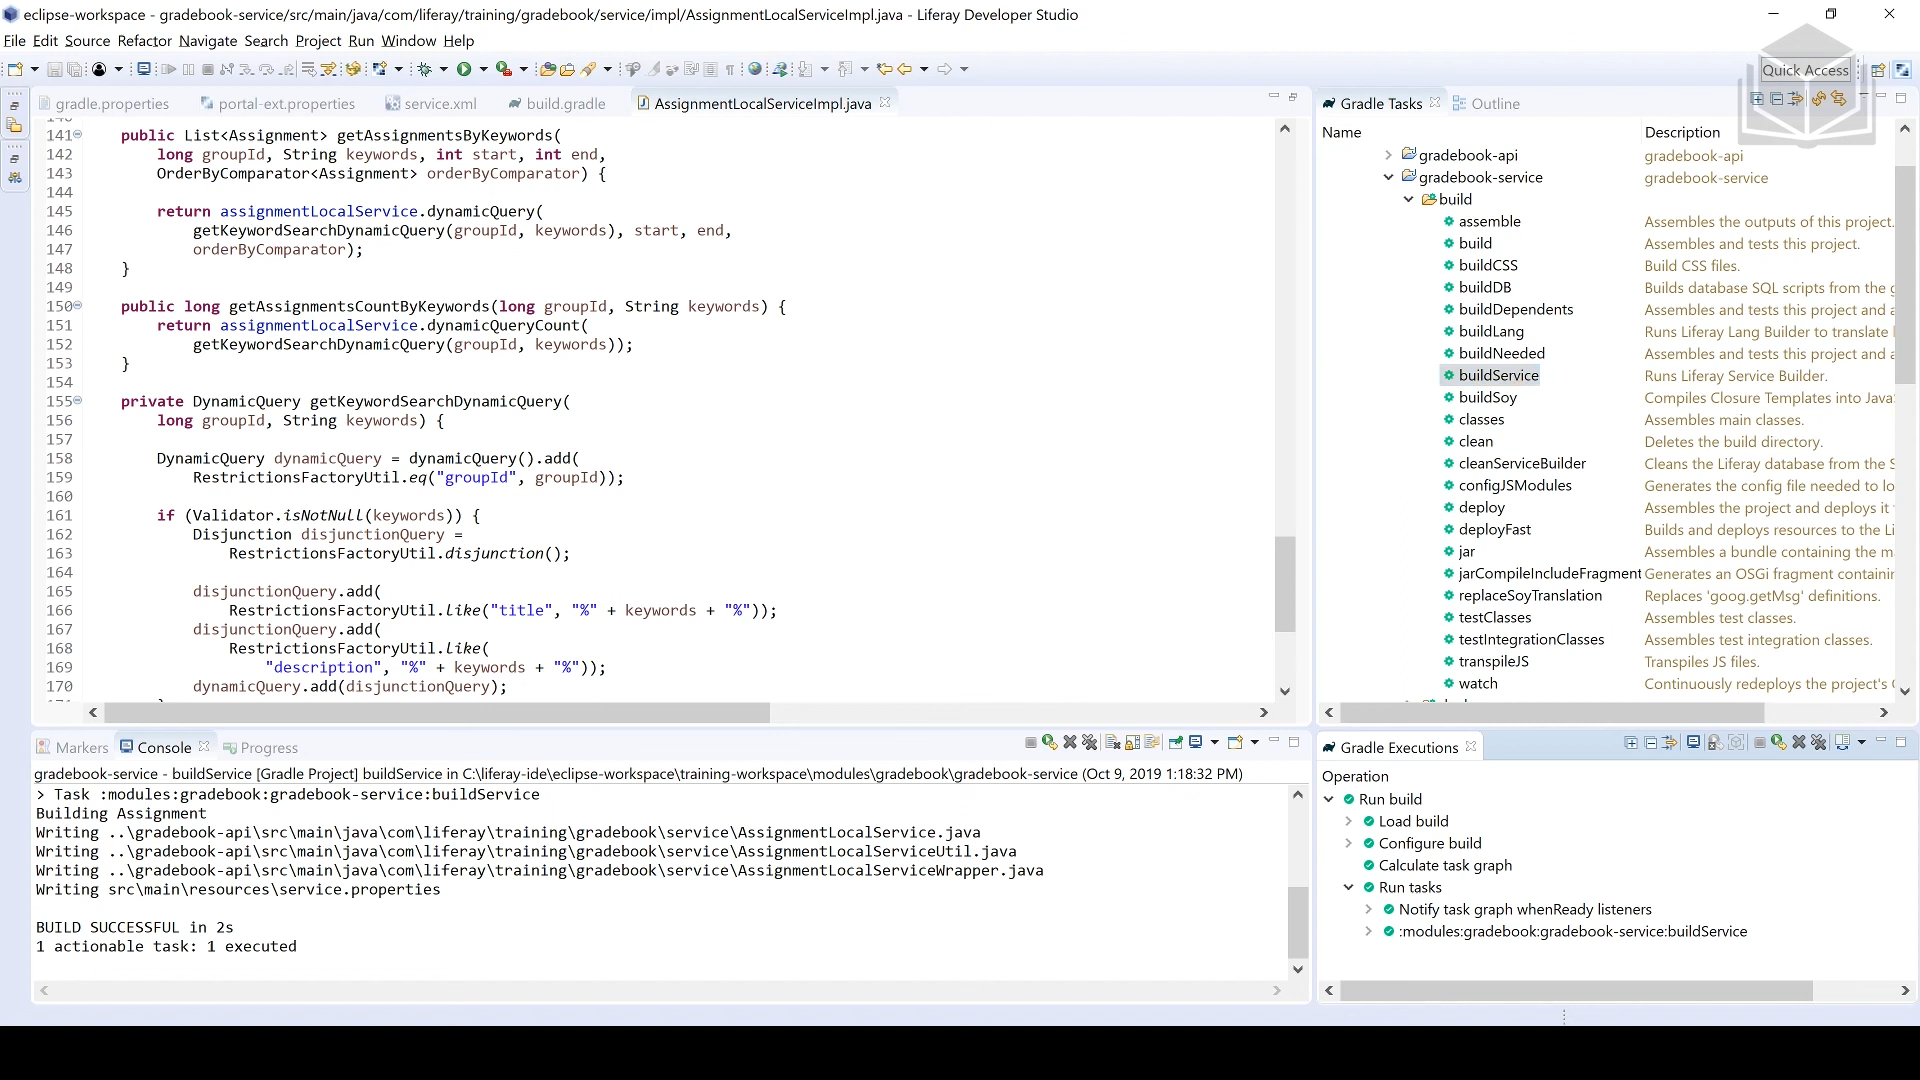 eclipse-workspace - gradebook-service/src/main/java/com/liferay/training/gradebook/service/impl/AssignmentLocalServiceImpl.java - Liferay Developer Studio
File Edit Source Refactor Navigate Search Project Run Window Help
Quick Access
gradle.properties portal-ext.properties service.xml build.gradle AssignmentLocalServiceImpl.java
141 public List<Assignment> getAssignmentsByKeywords(
142 long groupId, String keywords, int start, int end,
143 OrderByComparator<Assignment> orderByComparator) {
144
145 return assignmentLocalService.dynamicQuery(
146 getKeywordSearchDynamicQuery(groupId, keywords), start, end,
147 orderByComparator);
148 }
149
150 public long getAssignmentsCountByKeywords(long groupId, String keywords) {
151 return assignmentLocalService.dynamicQueryCount(
152 getKeywordSearchDynamicQuery(groupId, keywords));
153 }
154
155 private DynamicQuery getKeywordSearchDynamicQuery(
156 long groupId, String keywords) {
157
158 DynamicQuery dynamicQuery = dynamicQuery().add(
159 RestrictionsFactoryUtil.eq("groupId", groupId));
160
161 if (Validator.isNotNull(keywords)) {
162 Disjunction disjunctionQuery =
163 RestrictionsFactoryUtil.disjunction();
164
165 disjunctionQuery.add(
166 RestrictionsFactoryUtil.like("title", "%" + keywords + "%"));
167 disjunctionQuery.add(
168 RestrictionsFactoryUtil.like(
169 "description", "%" + keywords + "%"));
170 dynamicQuery.add(disjunctionQuery);
Gradle Tasks Outline
Name Description
gradebook-api gradebook-api
gradebook-service gradebook-service
build
assemble Assembles the outputs of this project.
build Assembles and tests this project.
buildCSS Build CSS files.
buildDB Builds database SQL scripts from the
buildDependents Assembles and tests this project and
buildLang Runs Liferay Lang Builder to translate
buildNeeded Assembles and tests this project and
buildService Runs Liferay Service Builder.
buildSoy Compiles Closure Templates into Java
classes Assembles main classes.
clean Deletes the build directory.
cleanServiceBuilder Cleans the Liferay database from the
configJSModules Generates the config file needed to lo
deploy Assembles the project and deploys it
deployFast Builds and deploys resources to the Li
jar Assembles a bundle containing the
jarCompileIncludeFragment Generates an OSGi fragment
replaceSoyTranslation Replaces 'goog.getMsg' definitions.
testClasses Assembles test classes.
testIntegrationClasses Assembles test integration classes.
transpileJS Transpiles JS files.
watch Continuously redeploys the project's
Markers Console Progress
gradebook-service - buildService [Gradle Project] buildService in C:\liferay-ide\eclipse-workspace\training-workspace\modules\gradebook\gradebook-service (Oct 9, 2019 1:18:32 PM)
> Task :modules:gradebook:gradebook-service:buildService
Building Assignment
Writing ..\gradebook-api\src\main\java\com\liferay\training\gradebook\service\AssignmentLocalService.java
Writing ..\gradebook-api\src\main\java\com\liferay\training\gradebook\service\AssignmentLocalServiceUtil.java
Writing ..\gradebook-api\src\main\java\com\liferay\training\gradebook\service\AssignmentLocalServiceWrapper.java
Writing src\main\resources\service.properties
BUILD SUCCESSFUL in 2s
1 actionable task: 1 executed
Gradle Executions
Operation
Run build
Load build
Configure build
Calculate task graph
Run tasks
Notify task graph whenReady listeners
:modules:gradebook:gradebook-service:buildService